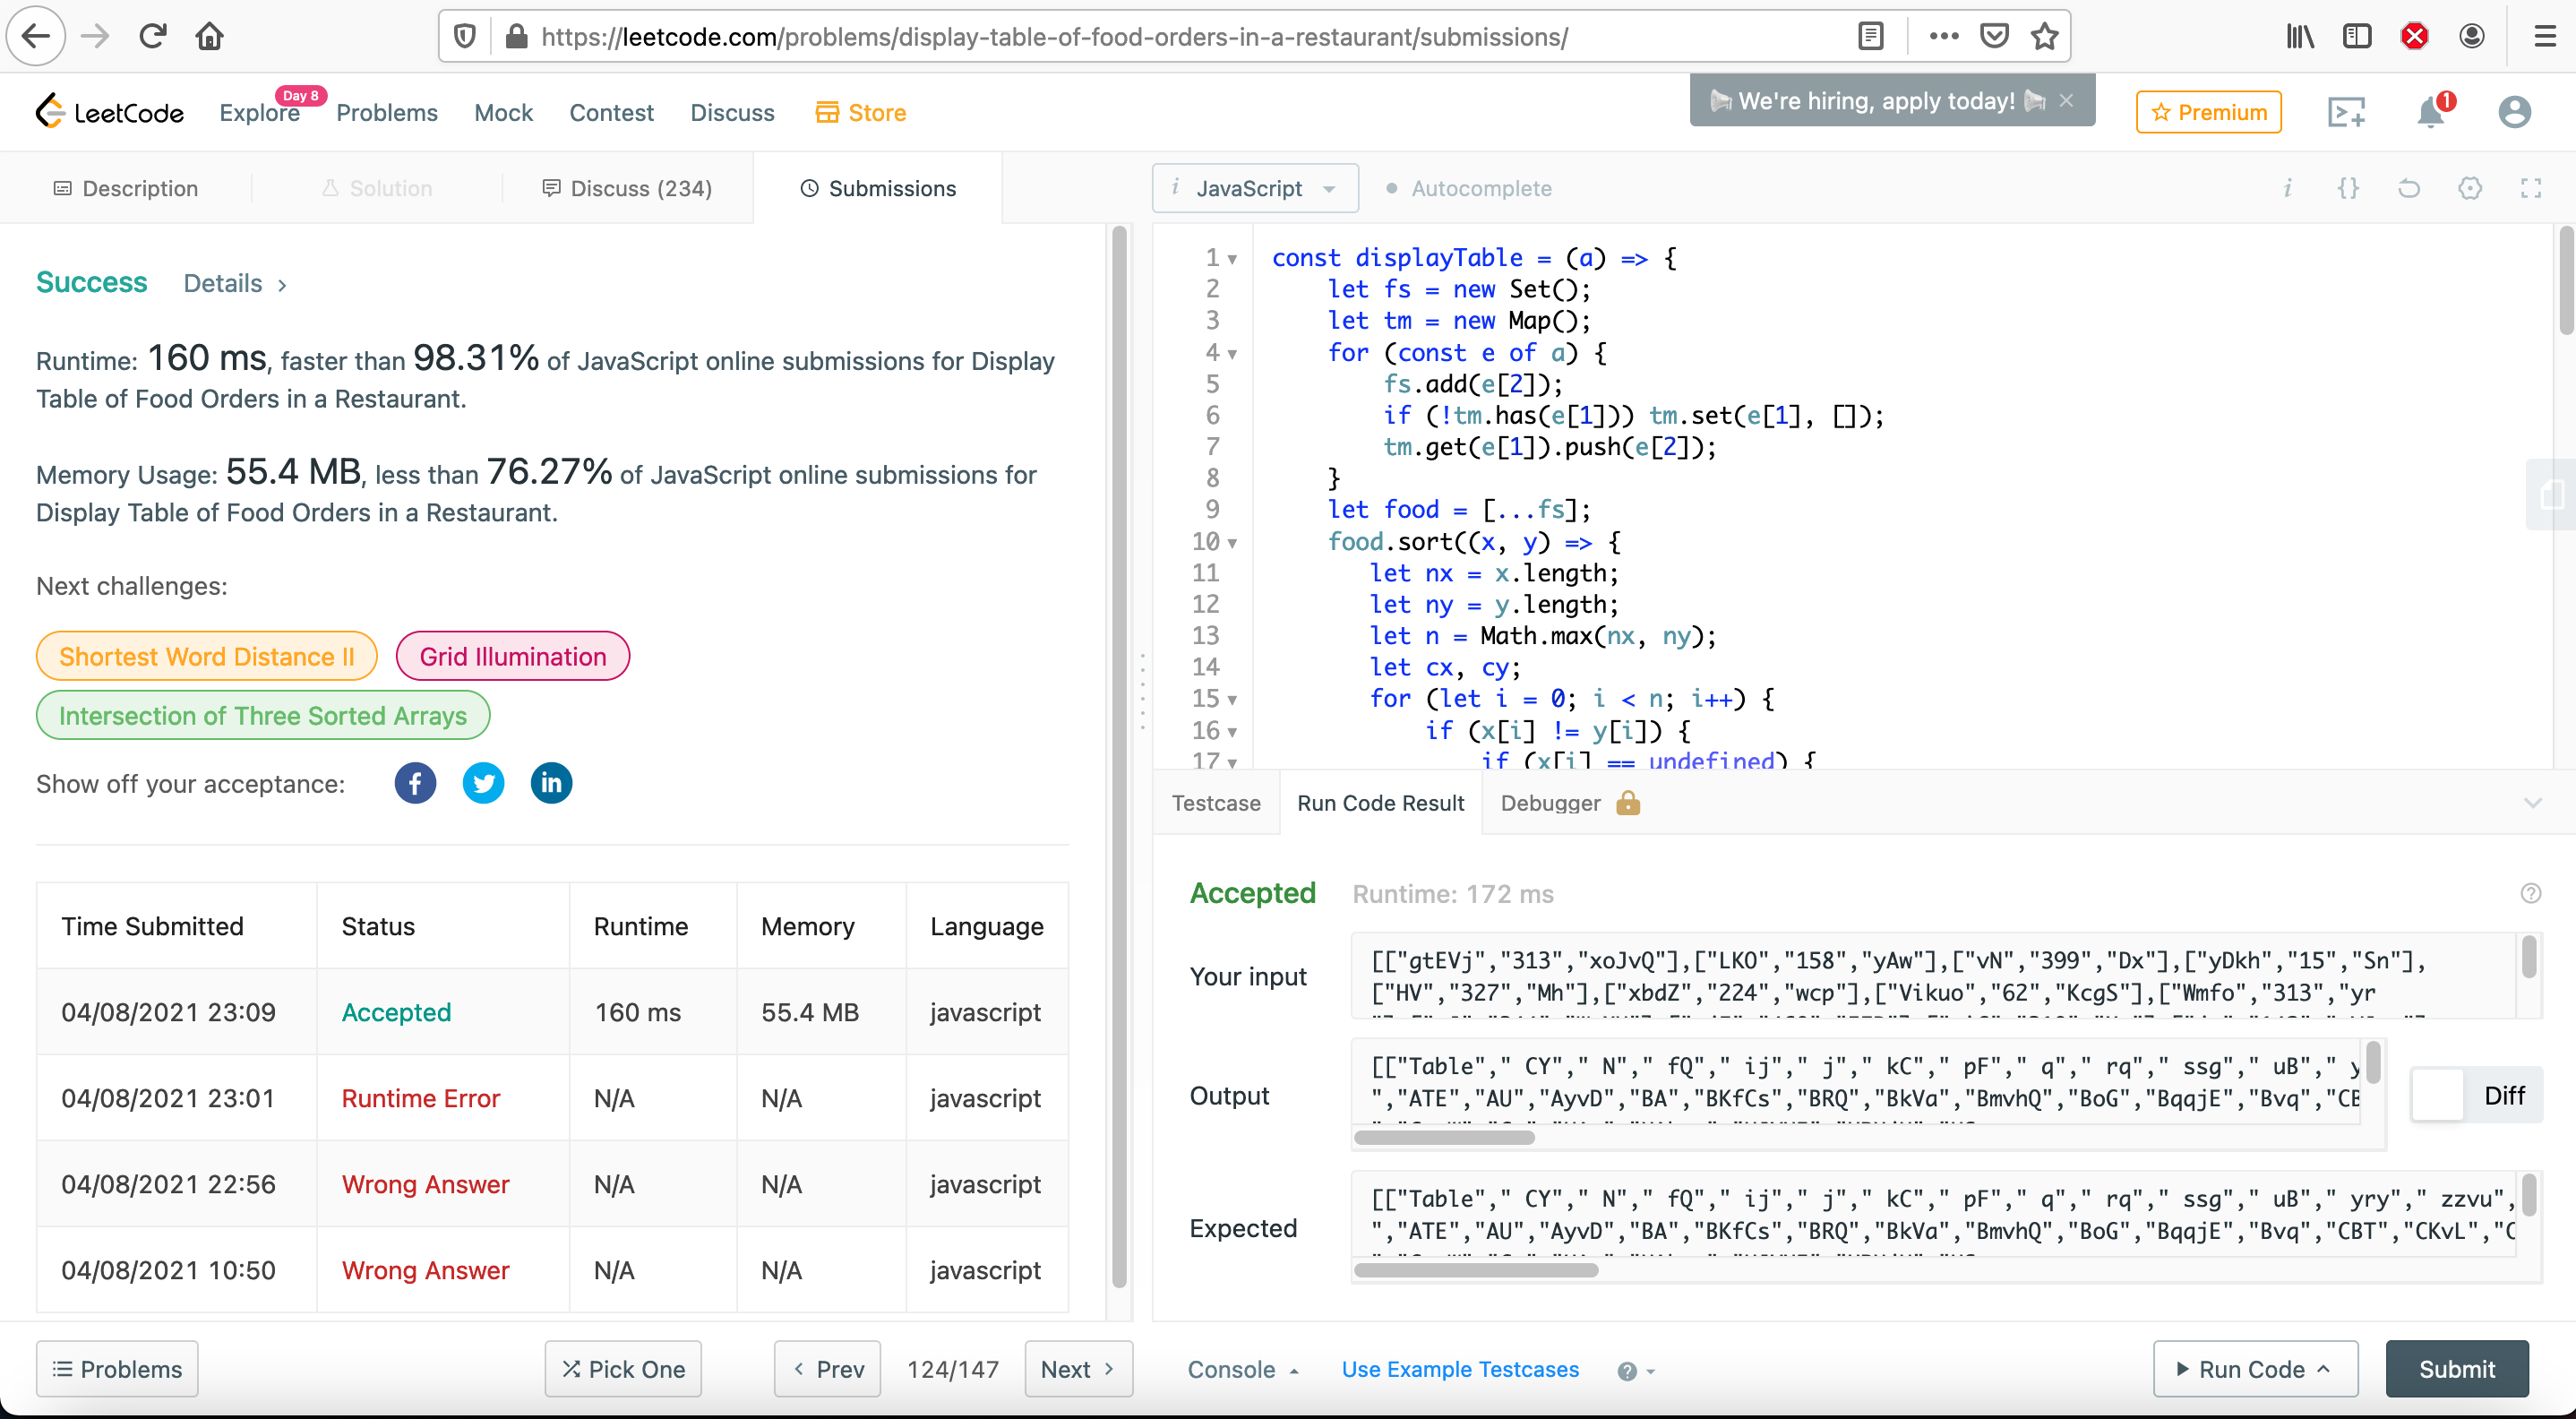 https://leetcode.com/problems/display-table-of-food-orders-in-a-restaurant/submissions/
LeetCode
Explore
Day 8
Problems
Mock
Contest
Discuss
Store
We're hiring, apply today!
Premium
1
Description
Solution
Discuss (234)
Submissions
i JavaScript
Autocomplete
i {}
Success
Details >
Runtime: 160 ms, faster than 98.31% of JavaScript online submissions for Display
Table of Food Orders in a Restaurant.
Memory Usage: 55.4 MB, less than 76.27% of JavaScript online submissions for
Display Table of Food Orders in a Restaurant.
Next challenges:
Shortest Word Distance II
Grid Illumination
Intersection of Three Sorted Arrays
Show off your acceptance:
Time Submitted Status Runtime Memory Language
04/08/2021 23:09 Accepted 160 ms 55.4 MB javascript
04/08/2021 23:01 Runtime Error N/A N/A javascript
04/08/2021 22:56 Wrong Answer N/A N/A javascript
04/08/2021 10:50 Wrong Answer N/A N/A javascript
Problems
Pick One
< Prev
124/147
Next >
1 const displayTable = (a) => {
2 let fs = new Set();
3 let tm = new Map();
4 for (const e of a) {
5 fs.add(e[2]);
6 if (!tm.has(e[1])) tm.set(e[1], []);
7 tm.get(e[1]).push(e[2]);
8 }
9 let food = [...fs];
10 food.sort((x, y) => {
11 let nx = x.length;
12 let ny = y.length;
13 let n = Math.max(nx, ny);
14 let cx, cy;
15 for (let i = 0; i < n; i++) {
16 if (x[i] != y[i]) {
17 if (x[i] == undefined) {
Testcase
Run Code Result
Debugger
Accepted
Runtime: 172 ms
Your input
[["gtEVj","313","xoJvQ"],["LKO","158","yAw"],["vN","399","Dx"],["yDkh","15","Sn"],
["HV","327","Mh"],["xbdZ","224","wcp"],["Vikuo","62","KcgS"],["Wmfo","313","yr
Output
[["Table"," CY"," N"," fQ"," ij"," j"," kC"," pF"," q"," rq"," ssg"," uB"," y
","ATE","AU","AyvD","BA","BKfCs","BRQ","BkVa","BmvhQ","BoG","BqqjE","Bvq","CB
Diff
Expected
[["Table"," CY"," N"," fQ"," ij"," j"," kC"," pF"," q"," rq"," ssg"," uB"," yry"," zzvu",
","ATE","AU","AyvD","BA","BKfCs","BRQ","BkVa","BmvhQ","BoG","BqqjE","Bvq","CBT","CKvL","C
Console
Use Example Testcases
Run Code
Submit